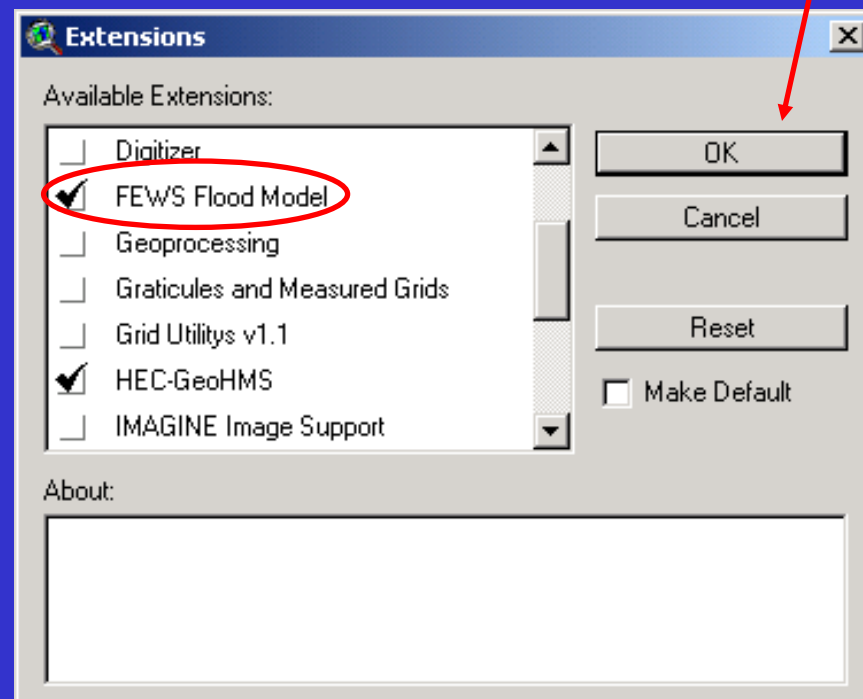 Extensions
Available Extensions:
Digitizer
FEWS Flood Model
Geoprocessing
Graticules and Measured Grids
Grid Utilitys v1.1
HEC-GeoHMS
IMAGINE Image Support
OK
Cancel
Reset
Make Default
About: